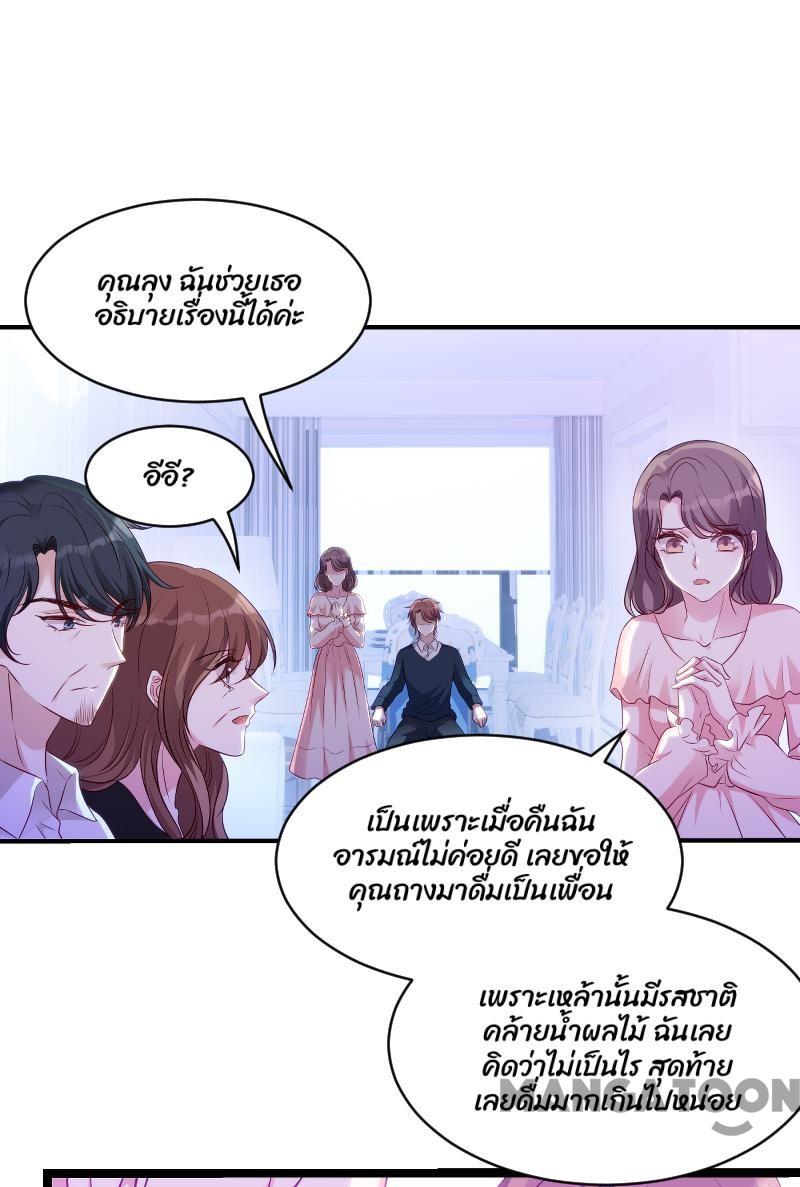 คุณลุง ฉันช่วยเธอ
อธิบายเรื่องนี้ได้ค่ะ
อีอี?
เป็นเพราะเมื่อคืนฉัน
อารมณ์ไม่ค่อยดี เลยขอให้
คุณถางมาดื่มเป็นเพื่อน
เพราะเหล้านั้นมีรสชาติ
คล้ายน้ำผลไม้ ฉันเลย
คิดว่าไม่เป็นไร สุดท้าย
เลยดื่มมากเกินไปหน่อย
MANGATOON